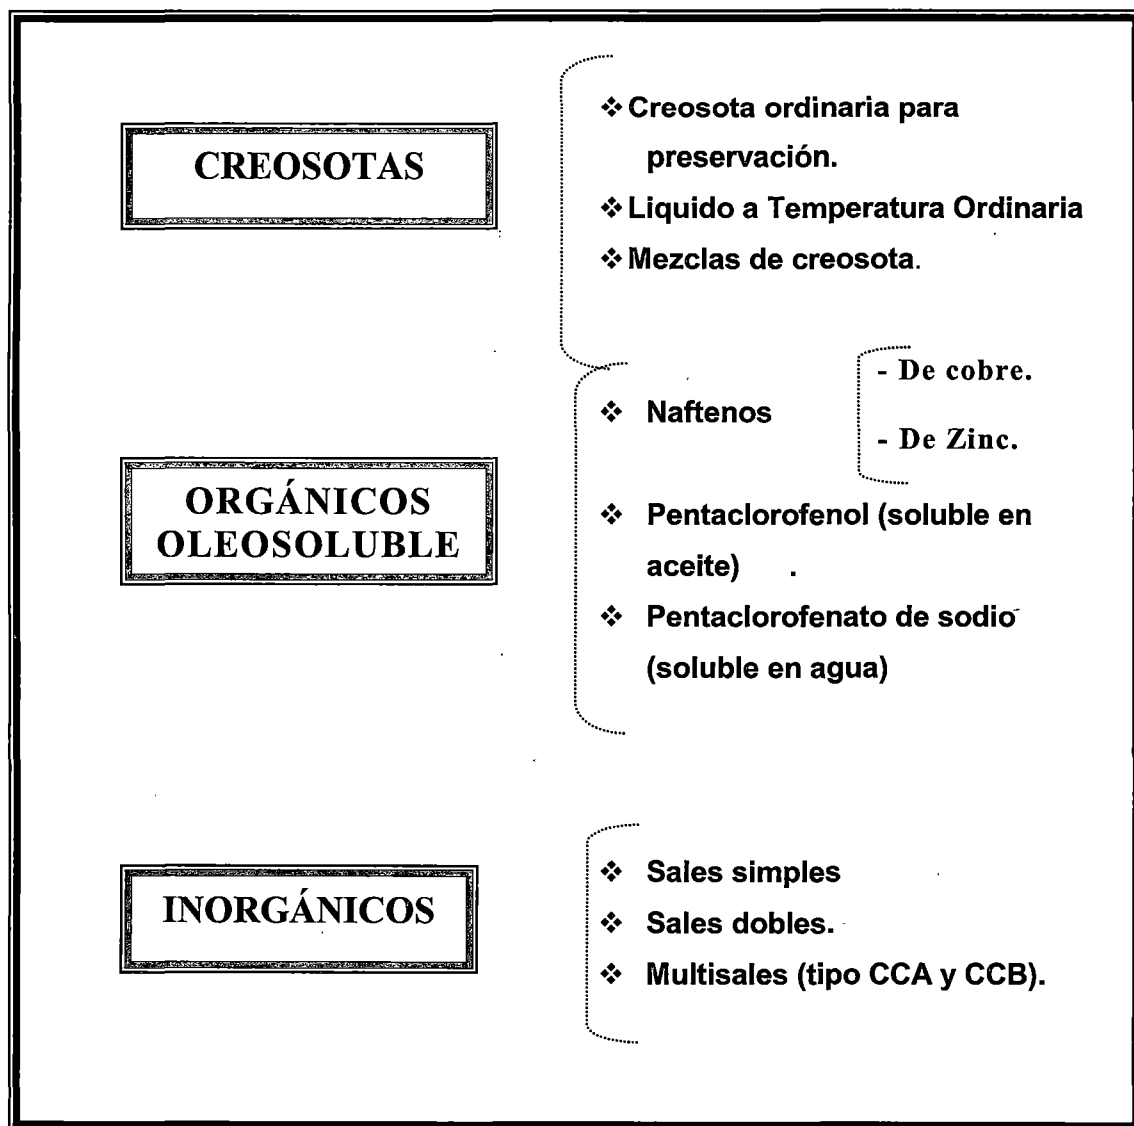 CREOSOTAS
❖ Creosota ordinaria para
preservación.
❖ Liquido a Temperatura Ordinaria
❖ Mezclas de creosota.
ORGÁNICOS
OLEOSOLUBLE
❖ Naftenos
- De cobre.
- De Zinc.
❖ Pentaclorofenol (soluble en
aceite)
❖ Pentaclorofenato de sodio
(soluble en agua)
INORGÁNICOS
❖ Sales simples
❖ Sales dobles.
❖ Multisales (tipo CCA y CCB).